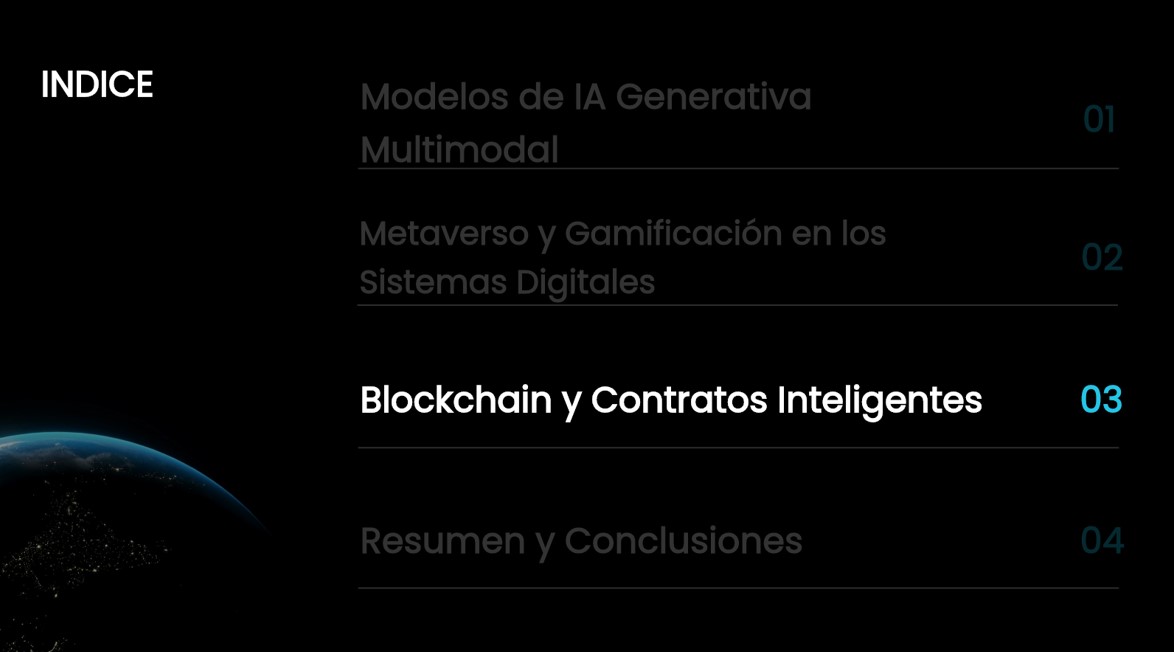 INDICE
Modelos de IA Generativa
Multimodal
01
Metaverso y Gamificación en los
Sistemas Digitales
02
Blockchain y Contratos Inteligentes
03
Resumen y Conclusiones
04